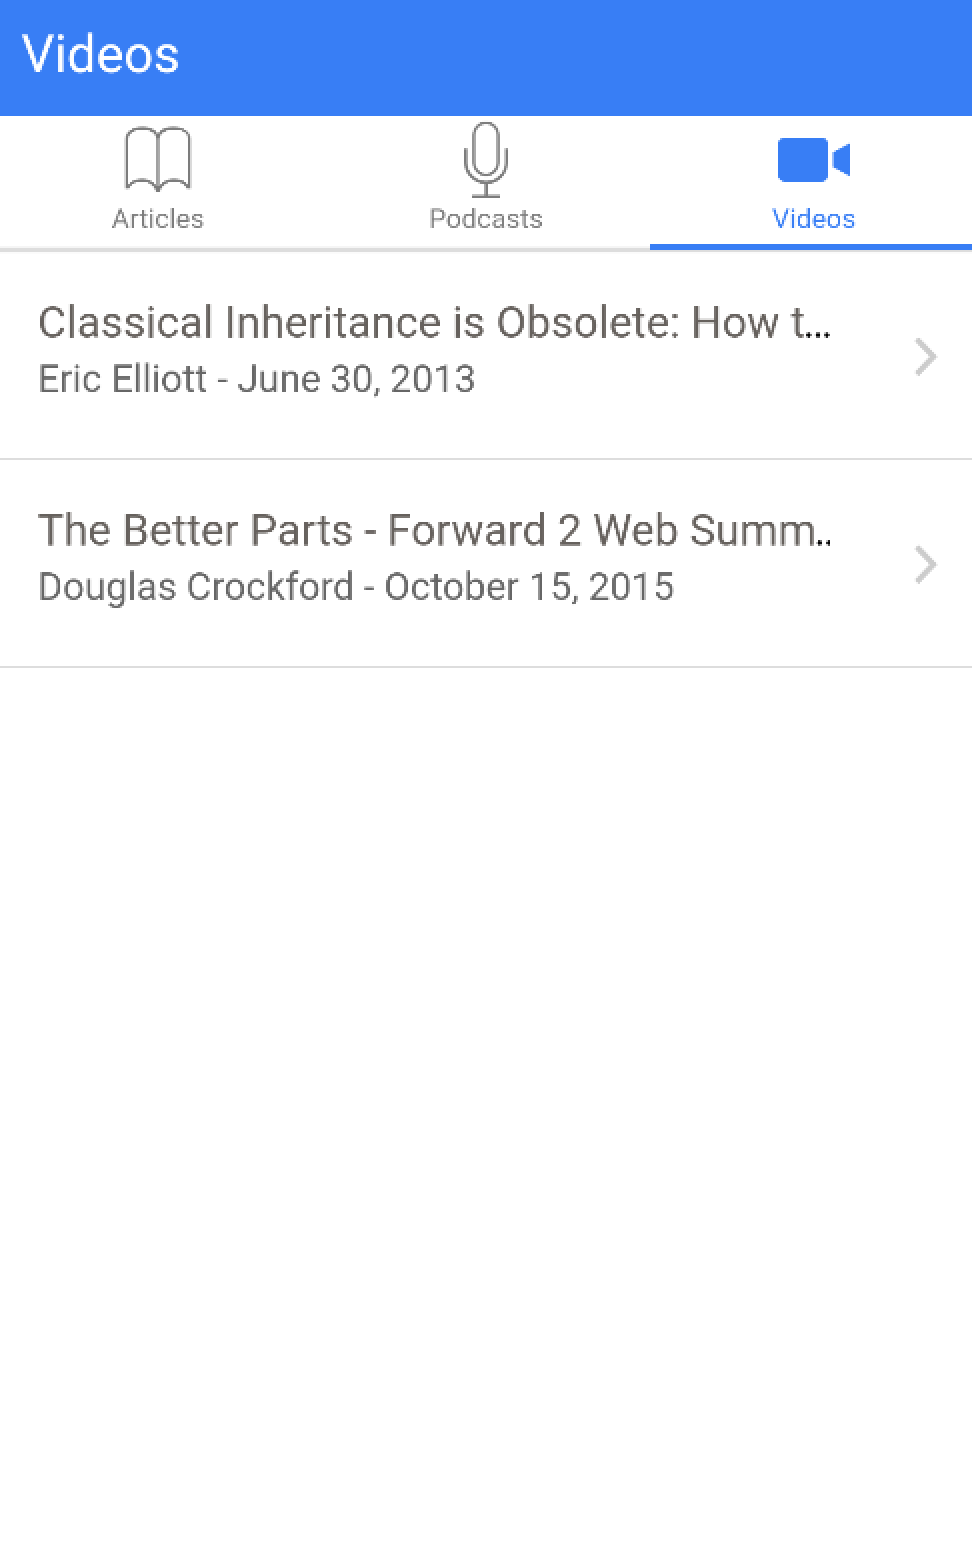 Videos
Articles
Podcasts
Videos
Classical Inheritance is Obsolete: How t...
Eric Elliott - June 30, 2013
The Better Parts - Forward 2 Web Summ..
Douglas Crockford - October 15, 2015